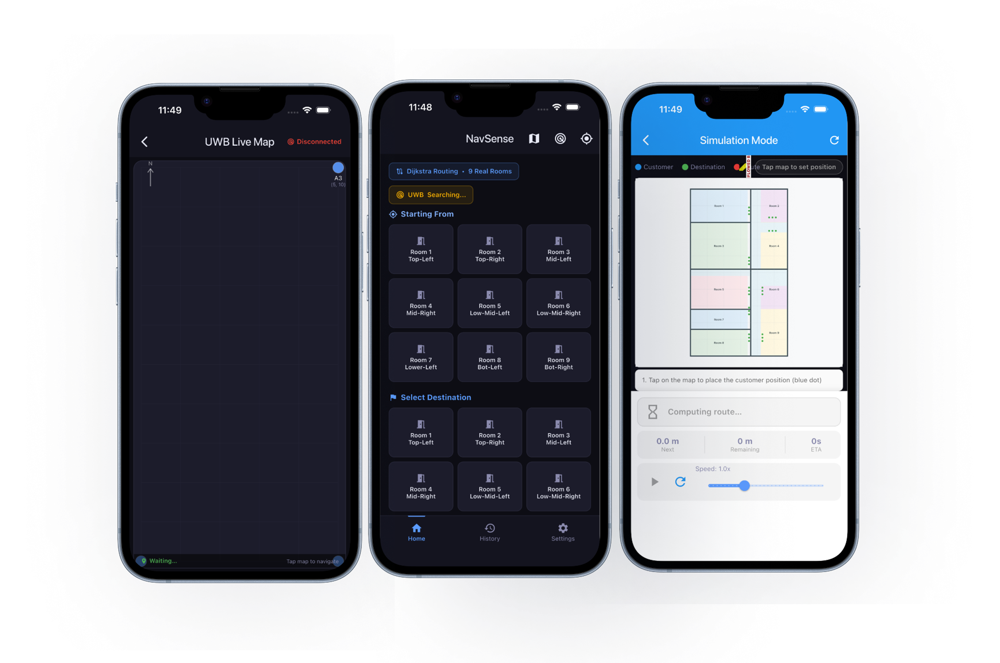 11:49
UWB Live Map
Disconnected
N
A3
(5, 10)
Waiting...
Tap map to navigate
11:48
NavSense
Dijkstra Routing • 9 Real Rooms
UWB Searching...
Starting From
Room 1
Top-Left
Room 2
Top-Right
Room 3
Mid-Left
Room 4
Mid-Right
Room 5
Low-Mid-Left
Room 6
Low-Mid-Right
Room 7
Lower-Left
Room 8
Bot-Left
Room 9
Bot-Right
Select Destination
Room 1
Top-Left
Room 2
Top-Right
Room 3
Mid-Left
Room 4
Mid-Right
Room 5
Low-Mid-Left
Room 6
Low-Mid-Right
Home
History
Settings
11:49
Simulation Mode
Customer
Destination
Tap map to set position
Room 1
Room 2
Room 3
Room 4
Room 5
Room 6
Room 7
Room 9
Room 8
1. Tap on the map to place the customer position (blue dot)
Computing route...
0.0 m
Next
0 m
Remaining
0s
ETA
Speed: 1.0x